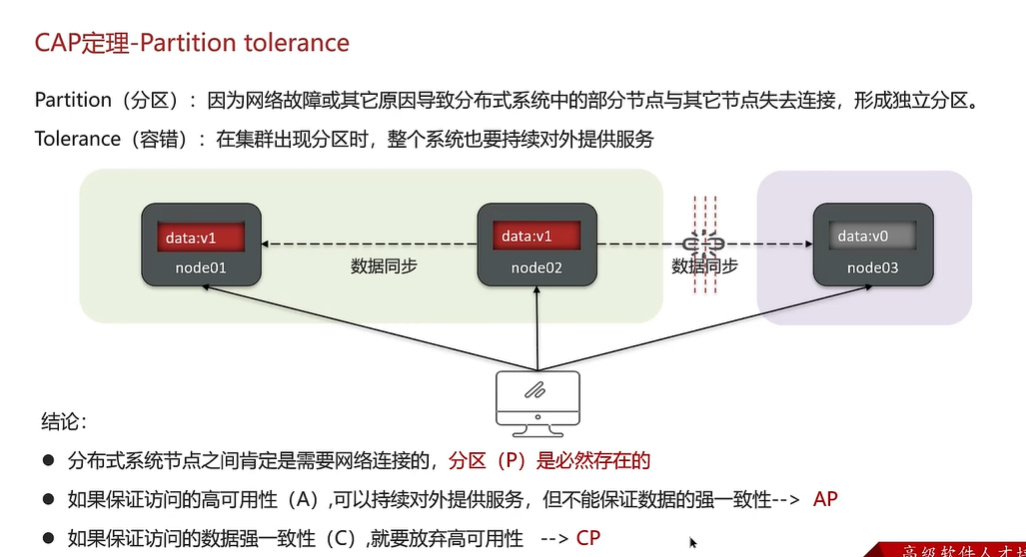 CAP定理-Partition tolerance
Partition（分区）：因为网络故障或其它原因导致分布式系统中的部分节点与其它节点失去连接，形成独立分区。
Tolerance（容错）：在集群出现分区时，整个系统也要持续对外提供服务
data:v1
node01
数据同步
data:v1
node02
数据同步
data:v0
node03
结论：
● 分布式系统节点之间肯定是需要网络连接的，分区（P）是必然存在的
● 如果保证访问的高可用性（A）,可以持续对外提供服务，但不能保证数据的强一致性--> AP
● 如果保证访问的数据强一致性（C）,就要放弃高可用性 --> CP
高级软件人才